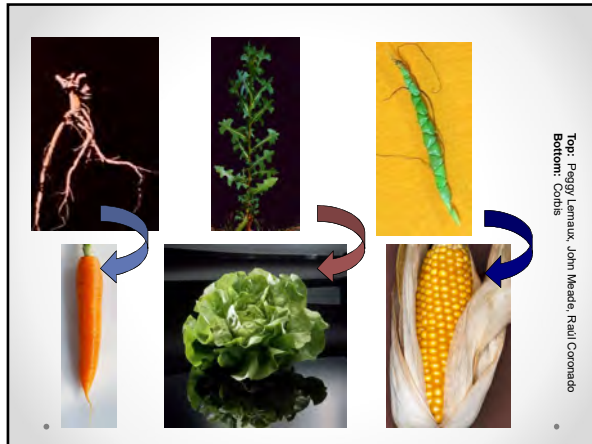 Top: Peggy Lemaux, John Meade, Raúl Coronado
Bottom: Corbis